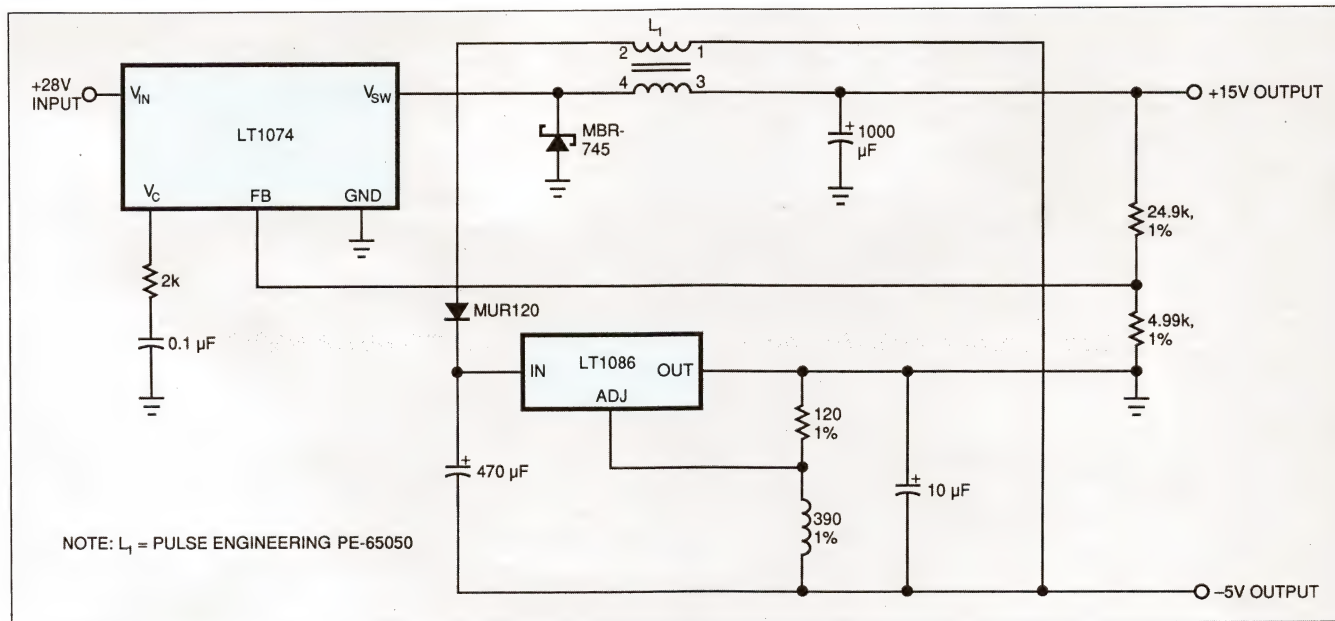 L1
2 1
4 3
+28V
INPUT
VIN
VSW
LT1074
VC
FB
GND
MBR-
745
+
1000
µF
+15V OUTPUT
24.9k,
1%
2k
0.1 µF
MUR120
4.99k,
1%
IN
LT1086
OUT
ADJ
120
1%
+
470 µF
390
1%
+
10 µF
NOTE: L1 = PULSE ENGINEERING PE-65050
–5V OUTPUT